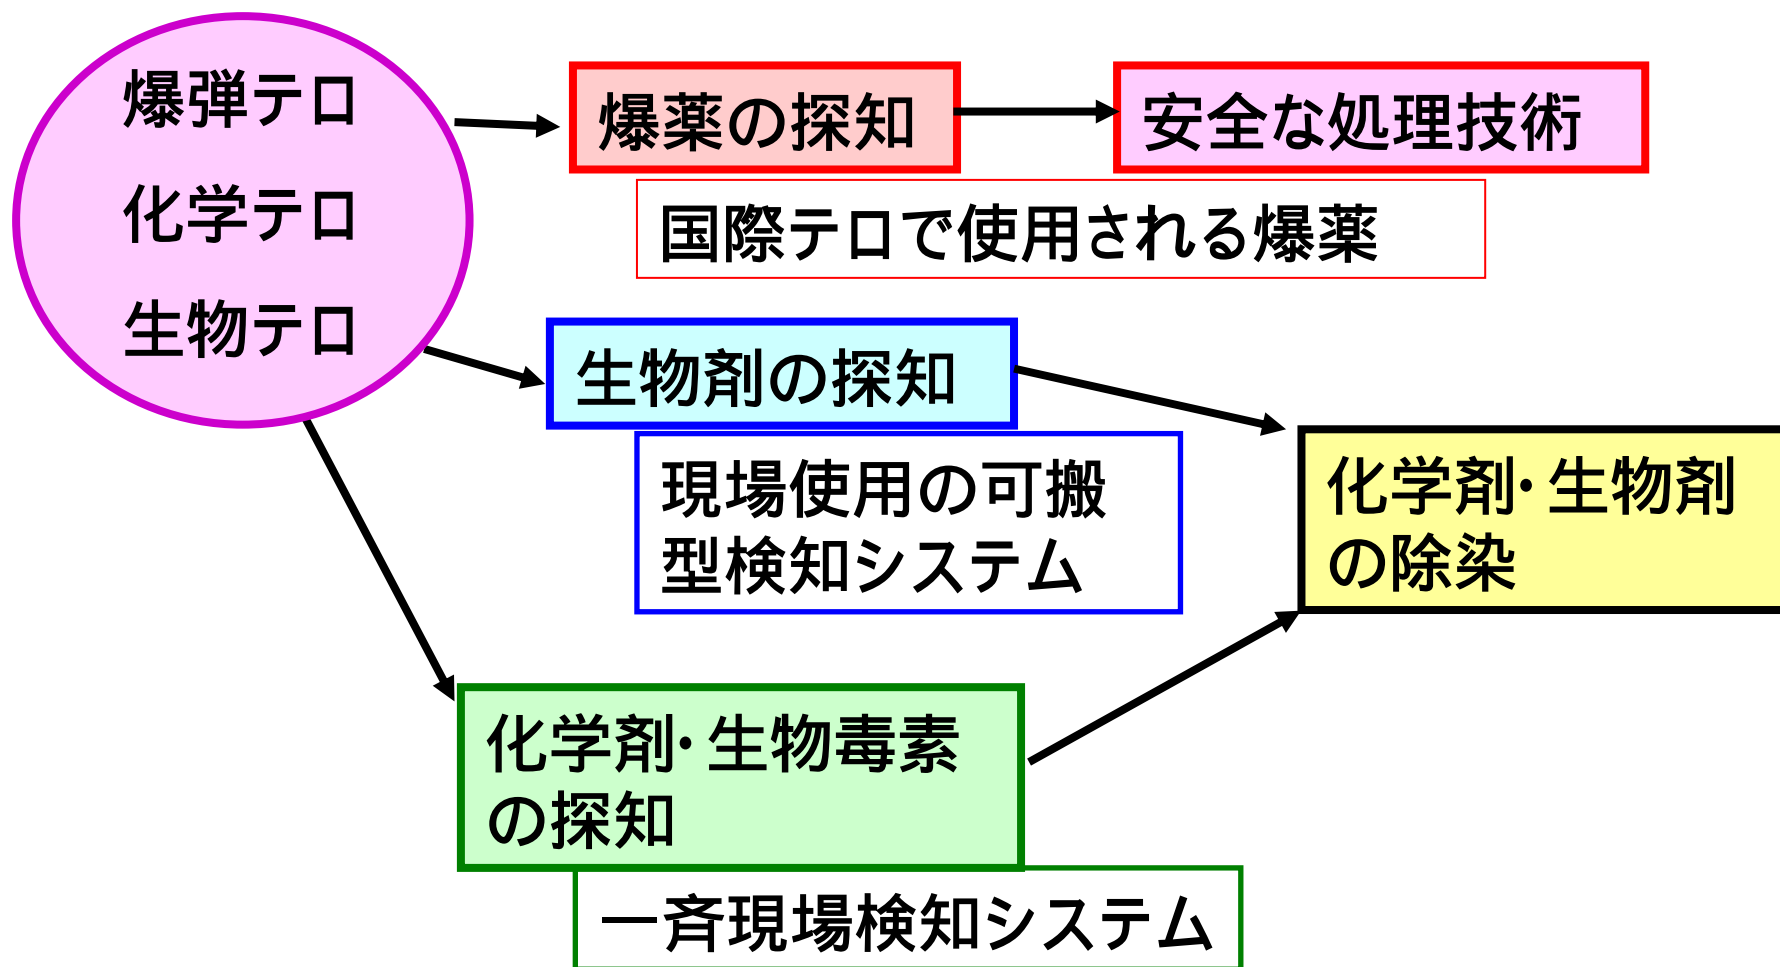 爆弾テロ
化学テロ
生物テロ
爆薬の探知
安全な処理技術
国際テロで使用される爆薬
生物剤の探知
現場使用の可搬
型検知システム
化学剤・生物剤
の除染
化学剤・生物毒素
の探知
一斉現場検知システム